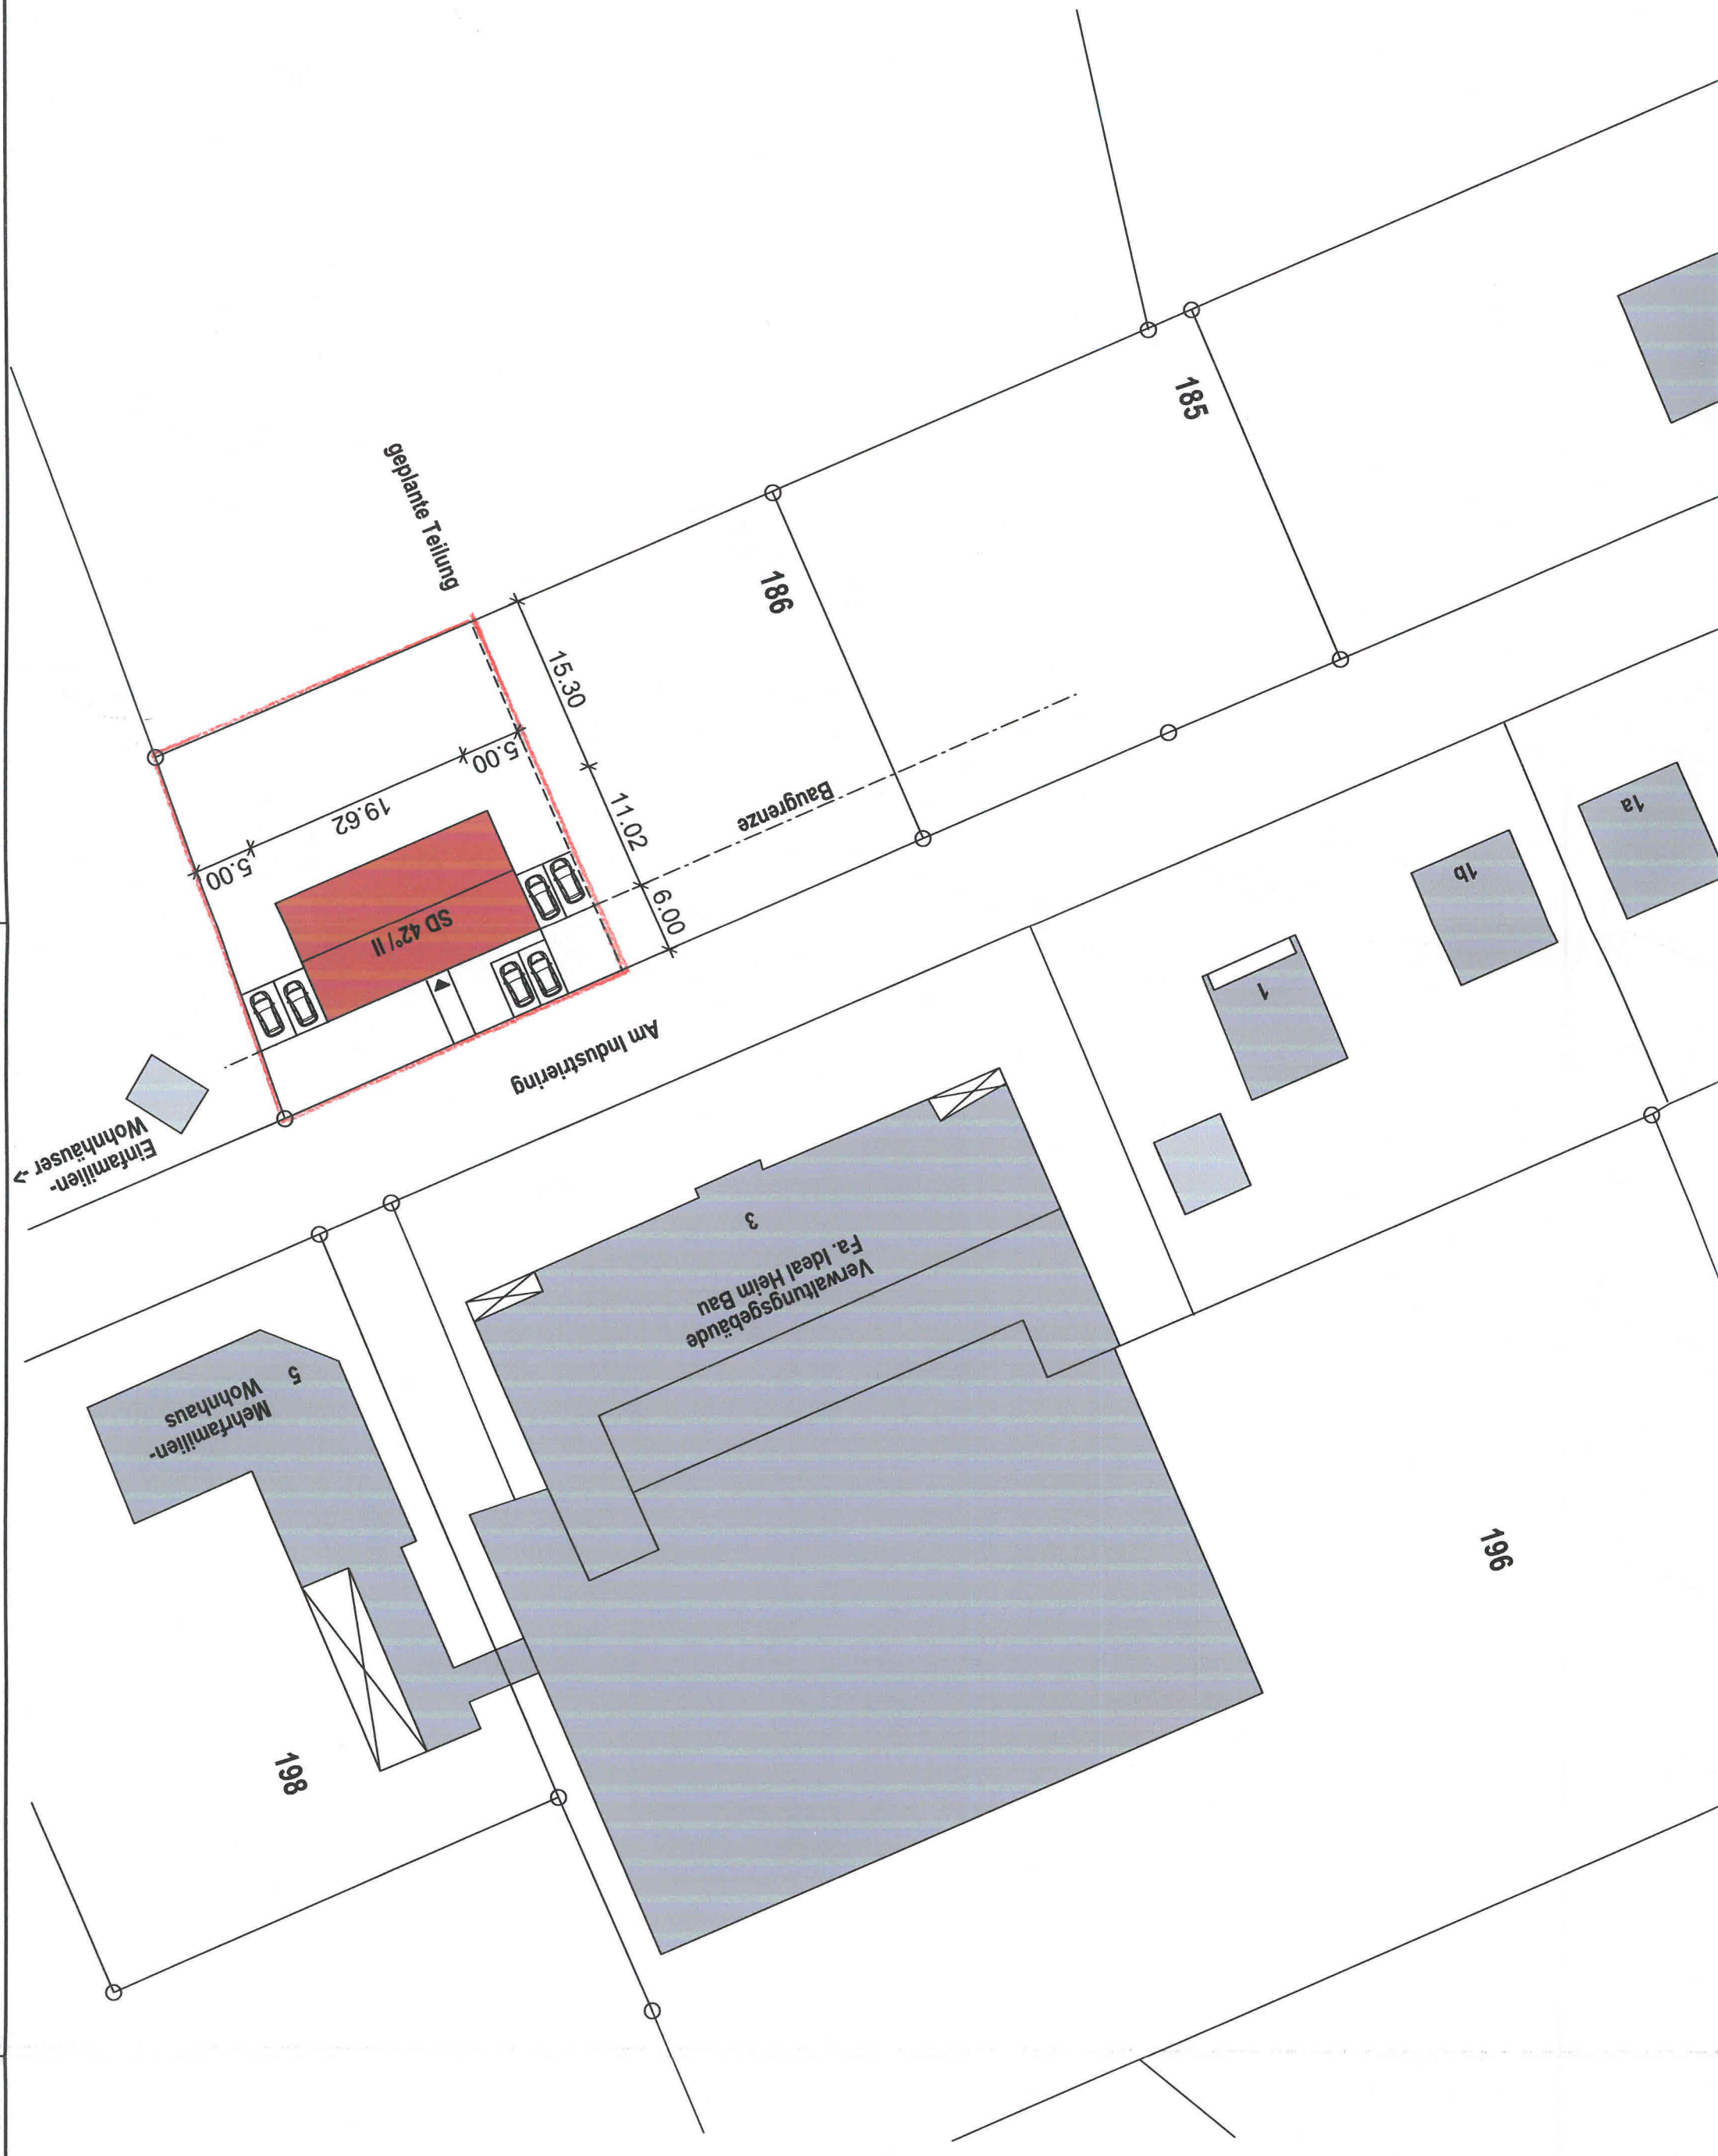 geplante Teilung
185
186
15.30
5.00
19.62
5.00
11.02
6.00
Baugrenze
SD 42°/ II
1a
1b
1
Am Industriering
Einfamilien-
Wohnhäuser ->
3
Verwaltungsgebäude
Fa. Ideal Heim Bau
5
Mehrfamilien-
Wohnhaus
196
198